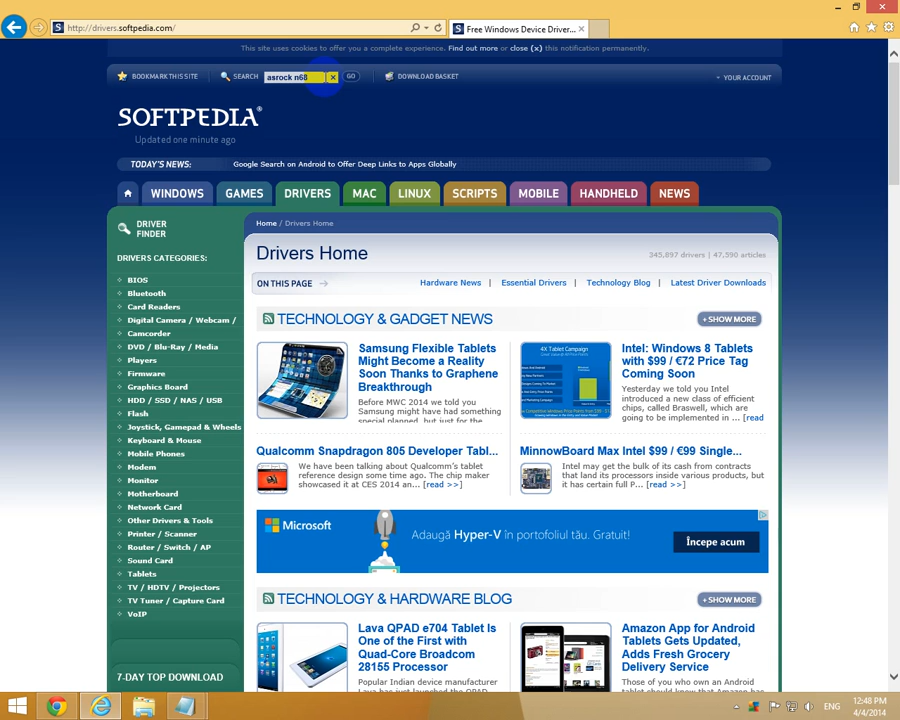 http://drivers.softpedia.com/
Free Windows Device Driver...
This site uses cookies to offer you a complete experience. Find out more or close (x) this notification permanently.
BOOKMARK THIS SITE
SEARCH
asrock n68
GO
DOWNLOAD BASKET
YOUR ACCOUNT
SOFTPEDIA®
Updated one minute ago
TODAY'S NEWS:
Google Search on Android to Offer Deep Links to Apps Globally
WINDOWS
GAMES
DRIVERS
MAC
LINUX
SCRIPTS
MOBILE
HANDHELD
NEWS
DRIVER
FINDER
DRIVERS CATEGORIES:
BIOS
Bluetooth
Card Readers
Digital Camera / Webcam /
Camcorder
DVD / Blu-Ray / Media
Players
Firmware
Graphics Board
HDD / SSD / NAS / USB
Flash
Joystick, Gamepad & Wheels
Keyboard & Mouse
Mobile Phones
Modem
Monitor
Motherboard
Network Card
Other Drivers & Tools
Printer / Scanner
Router / Switch / AP
Sound Card
Tablets
TV / HDTV / Projectors
TV Tuner / Capture Card
VoIP
7-DAY TOP DOWNLOAD
Home / Drivers Home
Drivers Home
345,897 drivers | 47,590 articles
ON THIS PAGE
Hardware News | Essential Drivers | Technology Blog | Latest Driver Downloads
TECHNOLOGY & GADGET NEWS
+ SHOW MORE
Samsung Flexible Tablets
Might Become a Reality
Soon Thanks to Graphene
Breakthrough
Before MWC 2014 we told you
Samsung might have had something
special planned, but just for the
4X Tablet Campaign
Intel: Windows 8 Tablets
with $99 / €72 Price Tag
Coming Soon
Yesterday we told you Intel
introduced a new class of efficient
chips, called Braswell, which are
going to be implemented in ... [read
Qualcomm Snapdragon 805 Developer Tabl...
We have been talking about Qualcomm's tablet
reference design some time ago. The chip maker
showcased it at CES 2014 an... [read >>]
MinnowBoard Max Intel $99 / €99 Single...
Intel may get the bulk of its cash from contracts
that land its processors inside various products, but
it has certain full P... [read >>]
Microsoft
Adaugă Hyper-V în portofoliul tău. Gratuit!
Începe acum
TECHNOLOGY & HARDWARE BLOG
+ SHOW MORE
Lava QPAD e704 Tablet Is
One of the First with
Quad-Core Broadcom
28155 Processor
Popular Indian device manufacturer
Amazon App for Android
Tablets Gets Updated,
Adds Fresh Grocery
Delivery Service
Those of you who own an Android
ENG
12:48 PM
4/4/2014